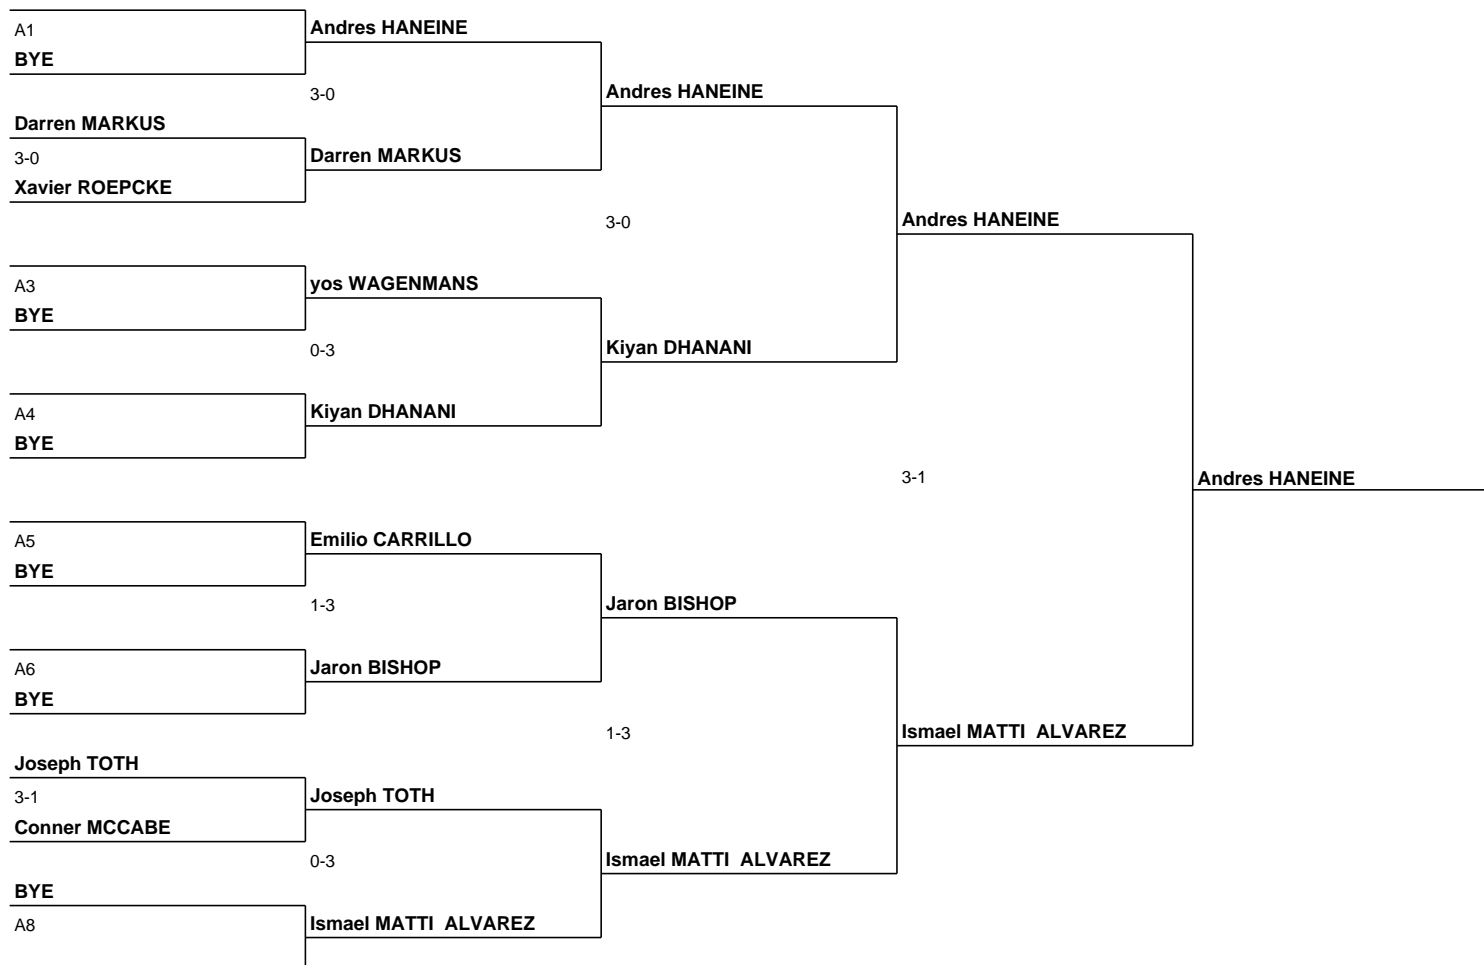 A1
BYE
Andres HANEINE
3-0
Darren MARKUS
3-0
Xavier ROEPCKE
Darren MARKUS
Andres HANEINE
3-0
A3
BYE
yos WAGENMANS
0-3
A4
BYE
Kiyan DHANANI
Kiyan DHANANI
Andres HANEINE
3-1
Andres HANEINE
A5
BYE
Emilio CARRILLO
1-3
A6
BYE
Jaron BISHOP
Jaron BISHOP
1-3
Joseph TOTH
3-1
Conner MCCABE
Joseph TOTH
0-3
BYE
A8
Ismael MATTI  ALVAREZ
Ismael MATTI  ALVAREZ
Ismael MATTI  ALVAREZ